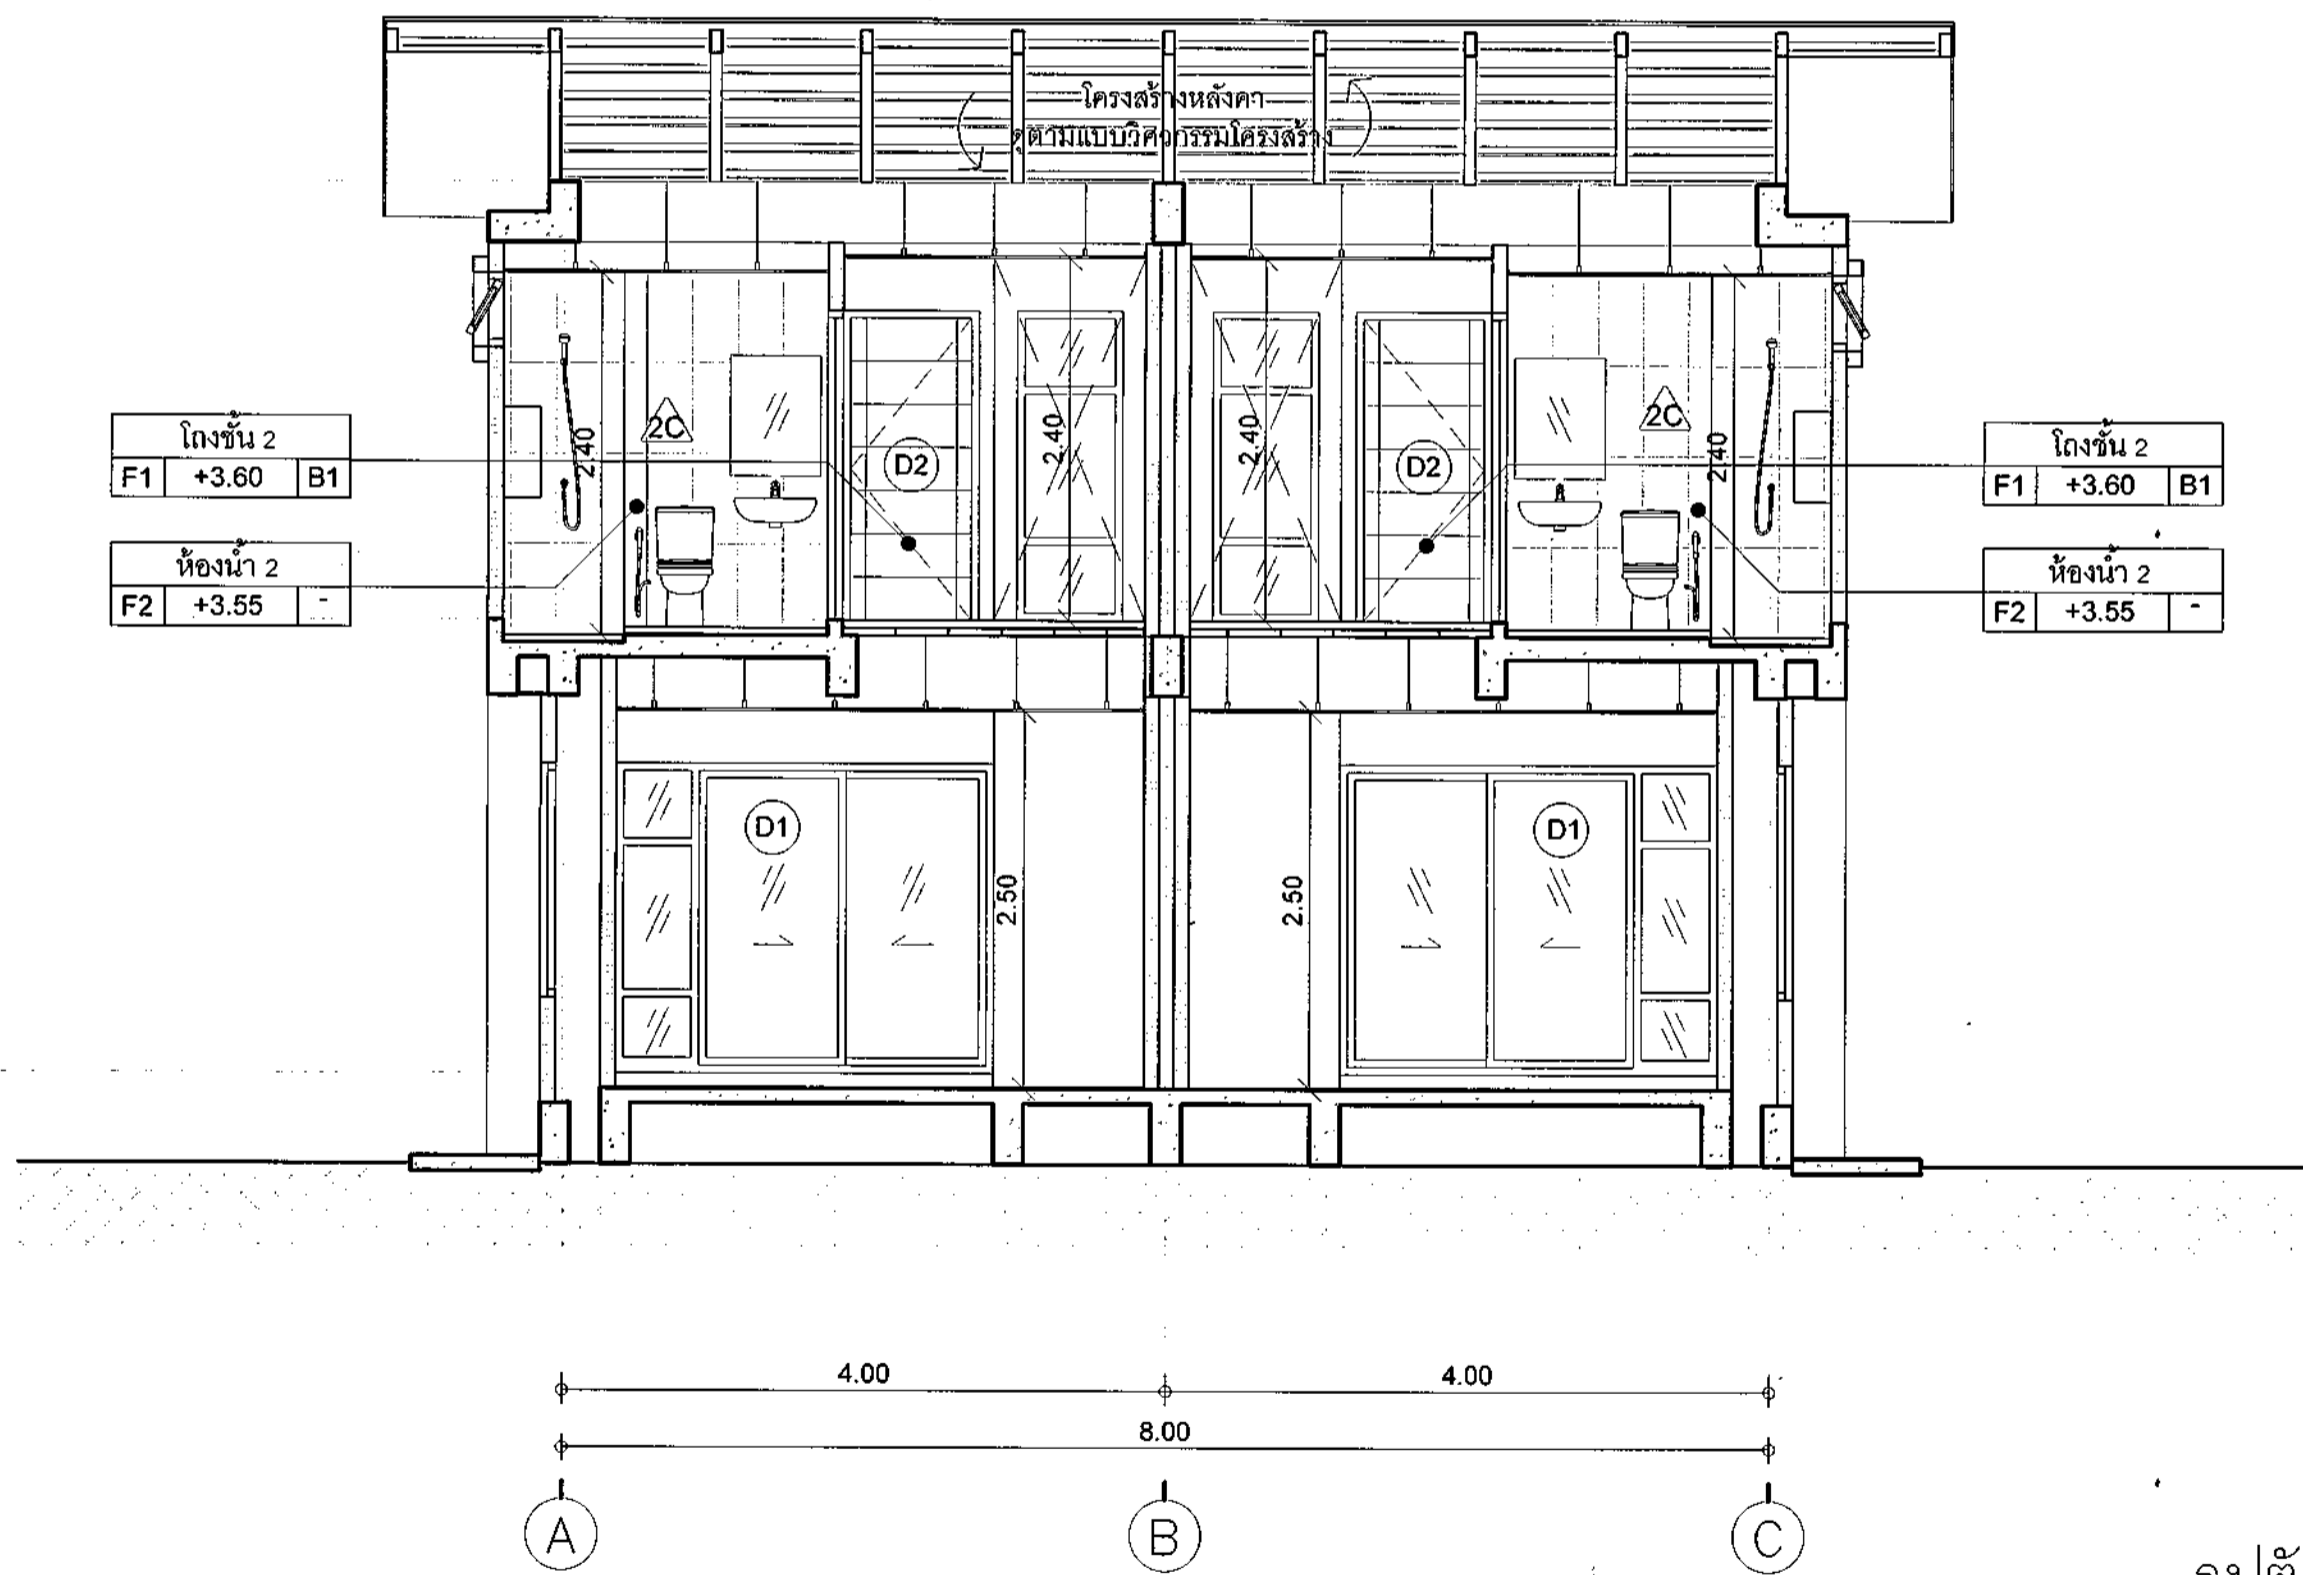 โครงสร้างหลังคา
ดูตามแบบวิศวกรรมโครงสร้าง
โถงชั้น 2
F1 +3.60 B1
ห้องน้ำ 2
F2 +3.55 -
2.40
2C
D2
2.40
2.40
D2
2C
2.40
โถงชั้น 2
F1 +3.60 B1
ห้องน้ำ 2
F2 +3.55 -
D1
2.50
2.50
D1
4.00
4.00
8.00
A
B
C